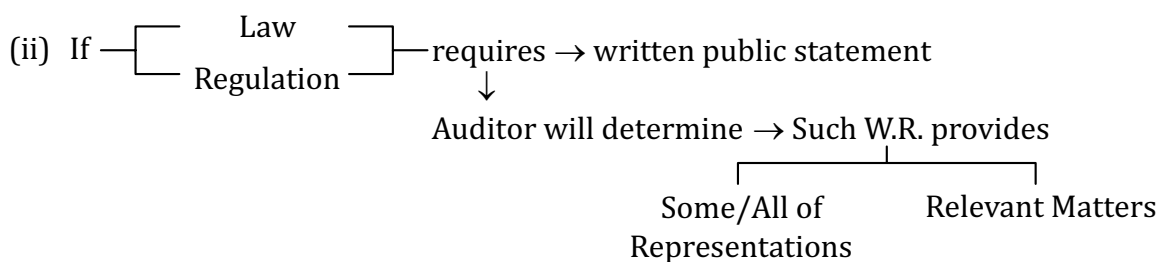 (ii) If
Law
Regulation
requires → written public statement
↓
Auditor will determine → Such W.R. provides
Some/All of
Representations
Relevant Matters